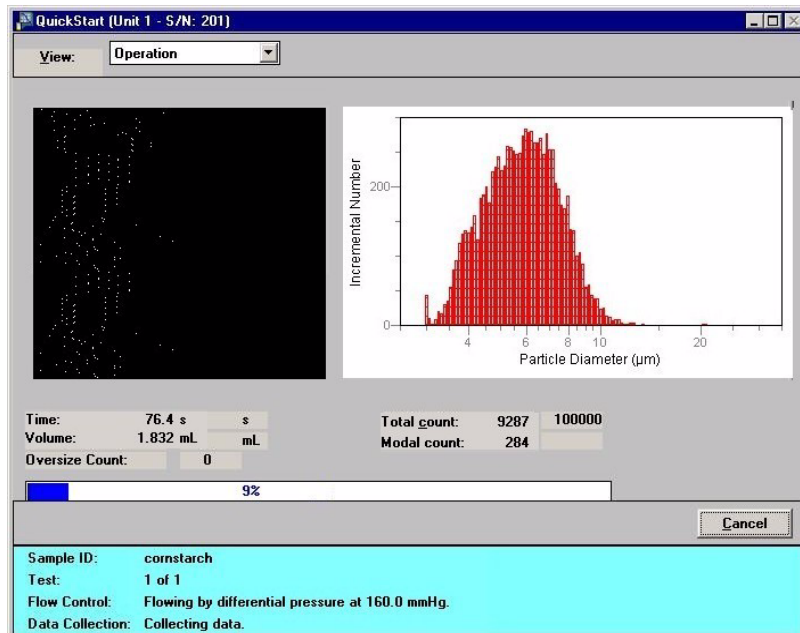 QuickStart (Unit 1 - S/N: 201)
View: Operation
Incremental Number
200
0
4 6 8 10 20
Particle Diameter (µm)
Time: 76.4 s s
Volume: 1.832 mL mL
Oversize Count: 0
Total count: 9287 100000
Modal count: 284
9%
Cancel
Sample ID: cornstarch
Test: 1 of 1
Flow Control: Flowing by differential pressure at 160.0 mmHg.
Data Collection: Collecting data.